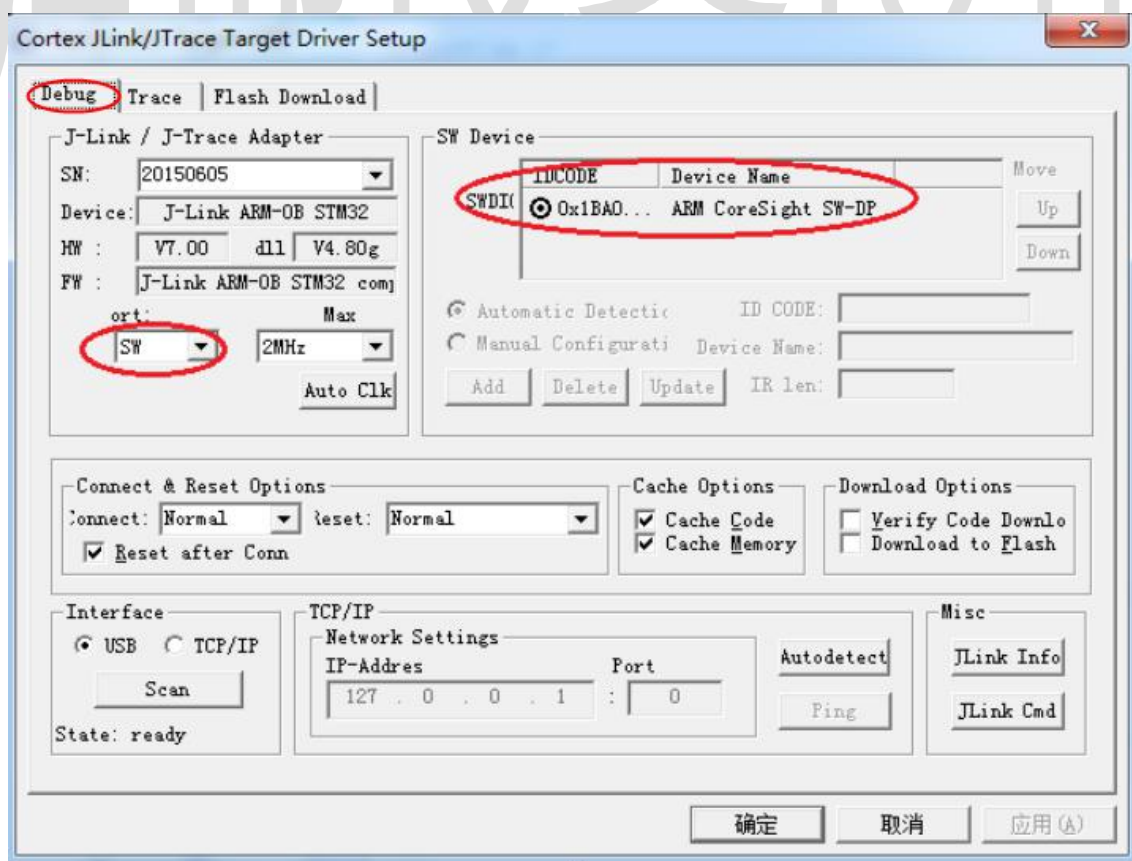 Cortex JLink/JTrace Target Driver Setup
Debug Trace Flash Download
J-Link / J-Trace Adapter
SN: 20150605
Device: J-Link ARM-OB STM32
HW : V7.00 dll V4.80g
FW : J-Link ARM-OB STM32 comp
ort: Max
SW 2MHz
Auto Clk
SW Device
IDCODE Device Name Move
SWDI( 0x1BA0... ARM CoreSight SW-DP Up
Down
Automatic Detectic ID CODE:
Manual Configurati Device Name:
Add Delete Update IR len:
Connect & Reset Options
Connect: Normal Reset: Normal
Reset after Conn
Cache Options
Cache Code
Cache Memory
Download Options
Verify Code Downlo
Download to Flash
Interface
USB TCP/IP
Scan
State: ready
TCP/IP
Network Settings
IP-Addres Port
127 . 0 . 0 . 1 : 0
Autodetect
Ping
Misc
JLink Info
JLink Cmd
确定 取消 应用(A)